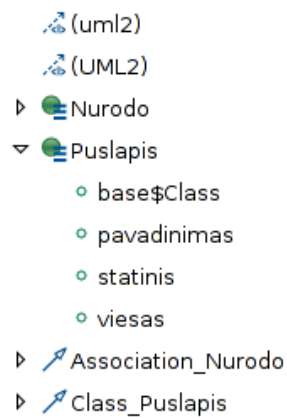 (uml2)
(UML2)
Nurodo
Puslapis
base$Class
pavadinimas
statinis
viesas
Association_Nurodo
Class_Puslapis